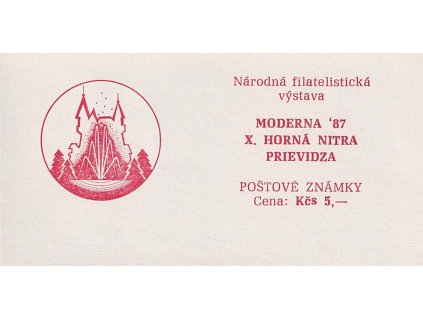 Národná filatelistická
výstava
MODERNA '87
X. HORNÁ NITRA
PRIEVIDZA
POŠTOVÉ ZNÁMKY
Cena: Kčs 5,—